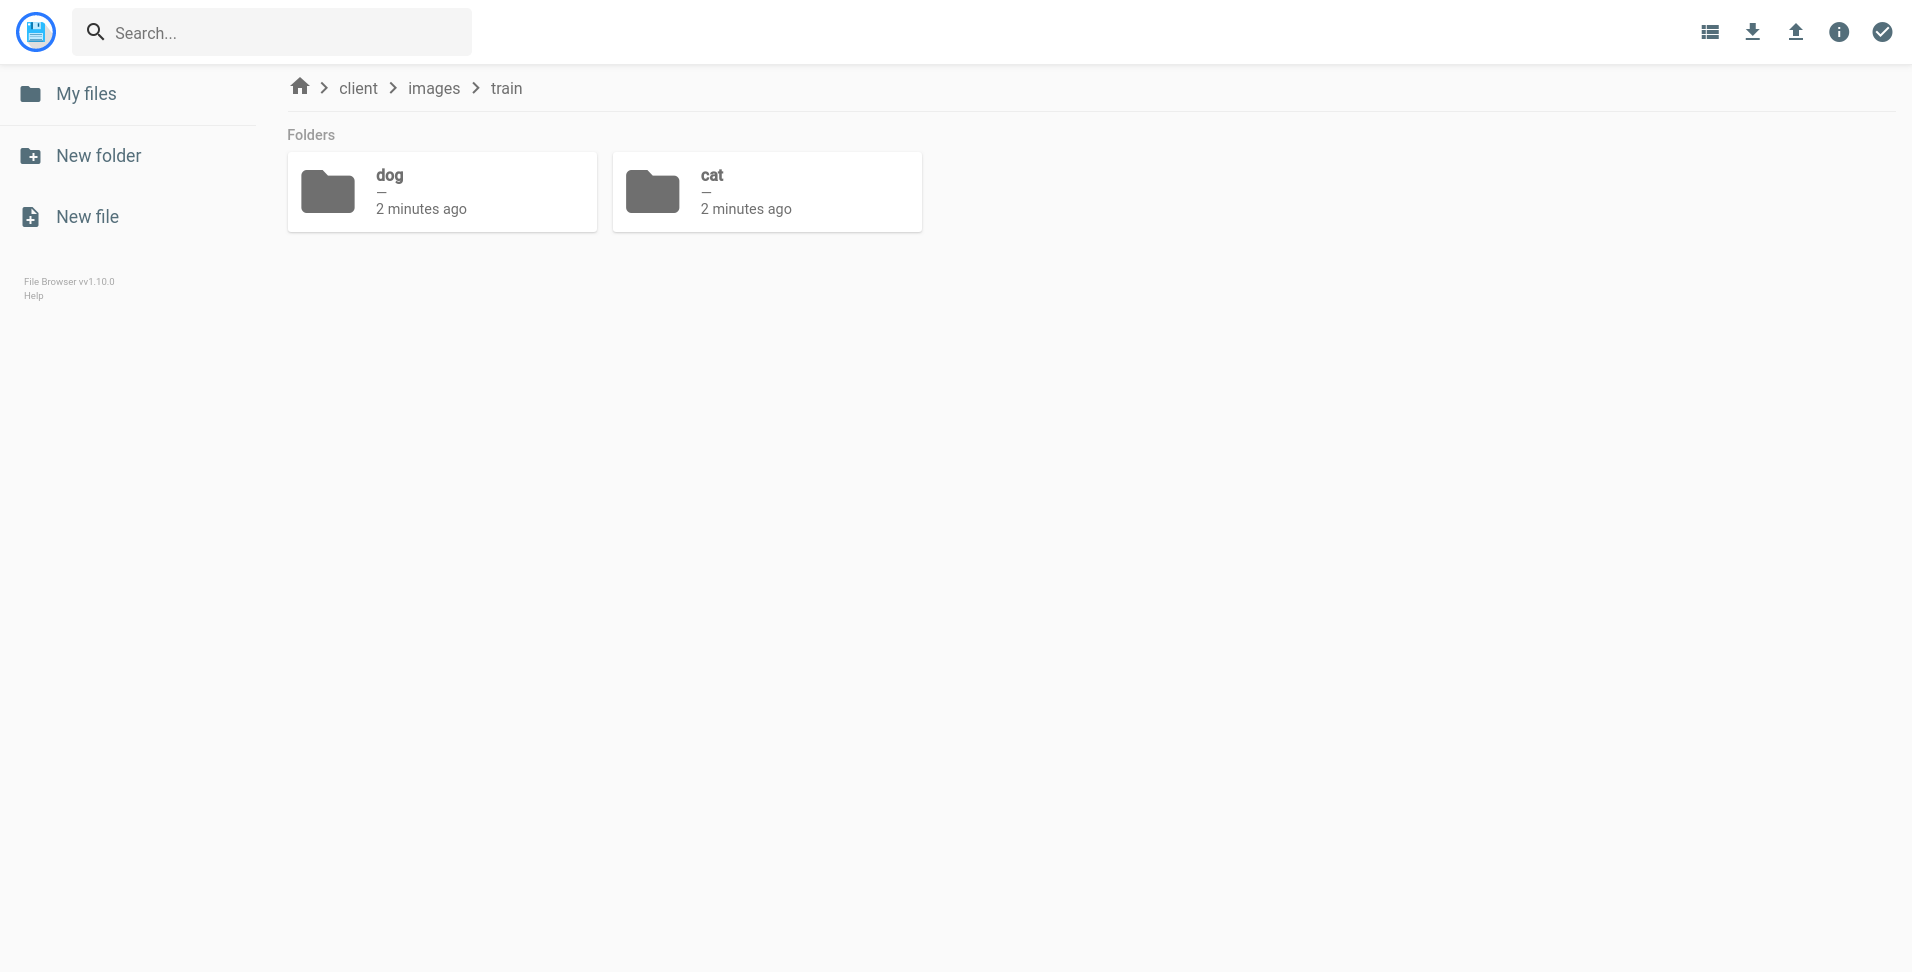 Search...
My files
New folder
New file
File Browser vv1.10.0
Help
client
images
train
Folders
dog
—
2 minutes ago
cat
—
2 minutes ago